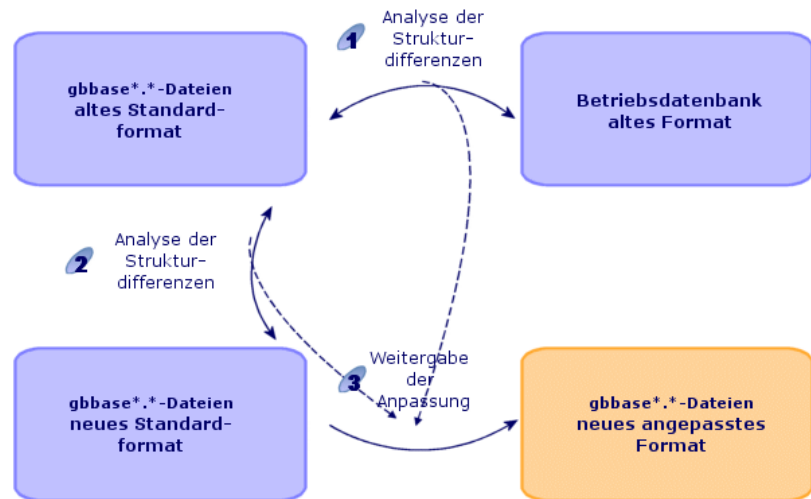 1
Analyse der
Struktur-
differenzen
gbbase*.*-Dateien
altes Standard-
format
Betriebsdatenbank
altes Format
2
Analyse der
Struktur-
differenzen
3
Weitergabe
der
Anpassung
gbbase*.*-Dateien
neues Standard-
format
gbbase*.*-Dateien
neues angepasstes
Format